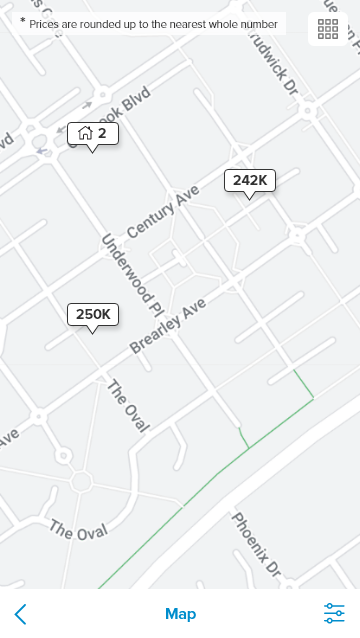 * Prices are rounded up to the nearest whole number
2
242K
Century Ave
Underwood Pl
250K
Brearley Ave
The Oval
Ave
The Oval
Phoenix Dr
Map